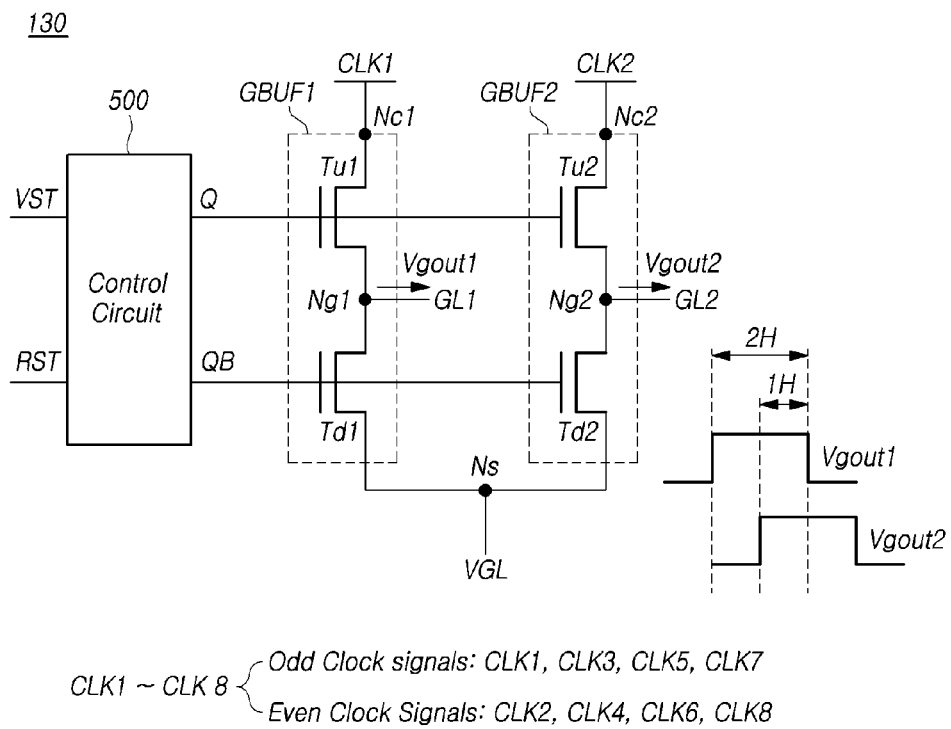 130
CLK1
CLK2
GBUF1
GBUF2
500
Nc1
Nc2
Tu1
Tu2
VST
Q
Control
Circuit
Vgout1
Vgout2
Ng1
GL1
Ng2
GL2
RST
QB
2H
1H
Td1
Td2
Ns
Vgout1
Vgout2
VGL
CLK1 ~ CLK 8
Odd Clock signals: CLK1, CLK3, CLK5, CLK7
Even Clock Signals: CLK2, CLK4, CLK6, CLK8